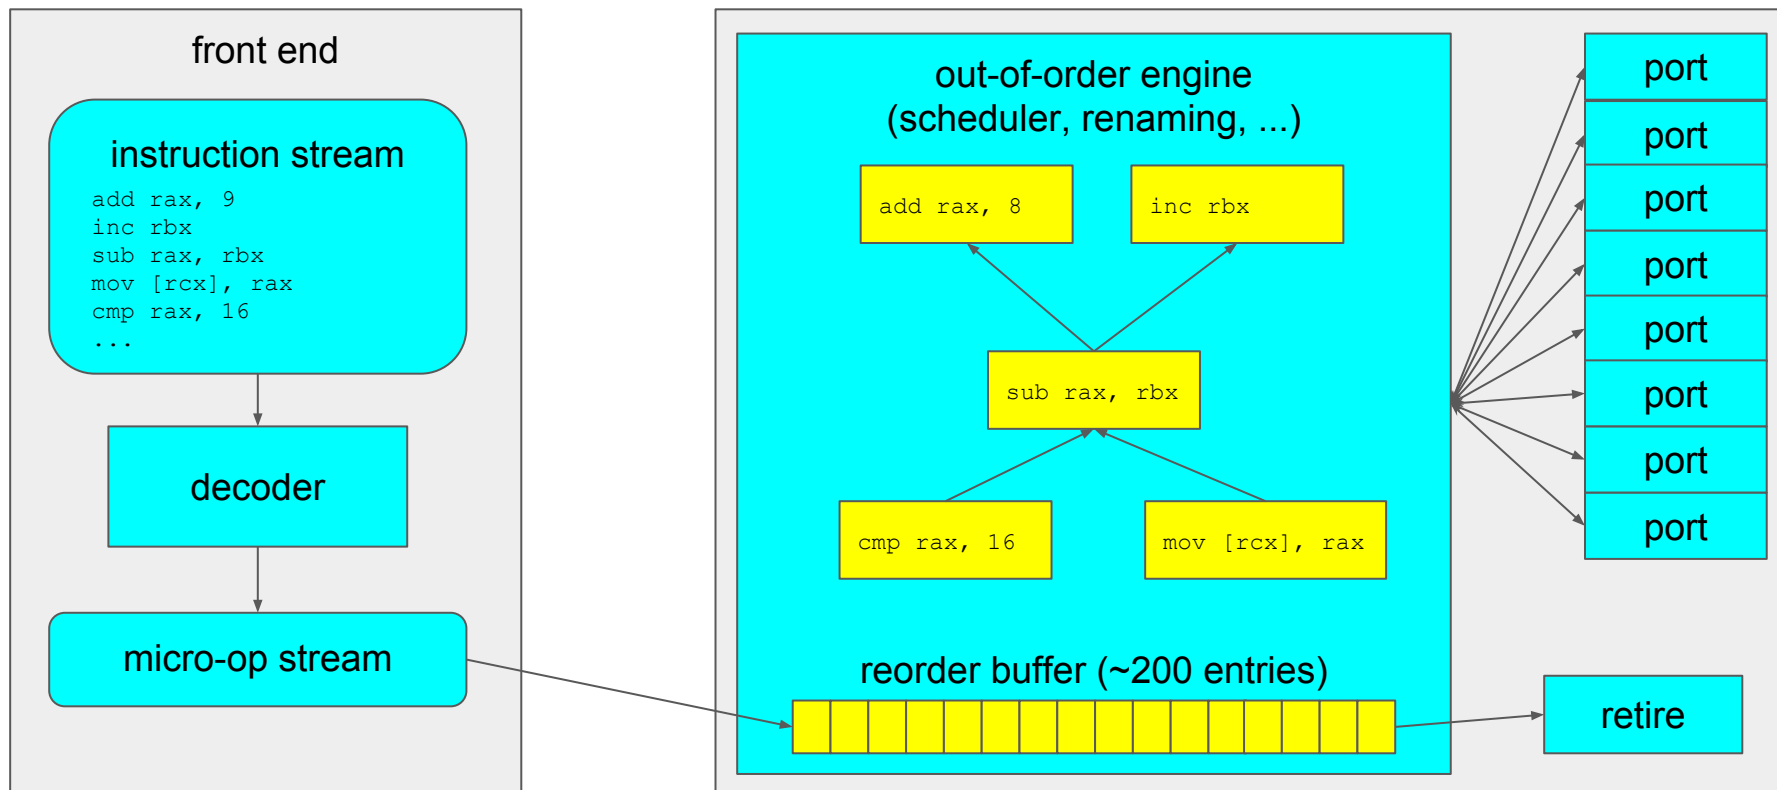 front end
instruction stream
add rax, 9
inc rbx
sub rax, rbx
mov [rcx], rax
cmp rax, 16
...
decoder
micro-op stream
out-of-order engine
(scheduler, renaming, ...)
add rax, 8
inc rbx
sub rax, rbx
cmp rax, 16
mov [rcx], rax
reorder buffer (~200 entries)
port
port
port
port
port
port
port
port
retire